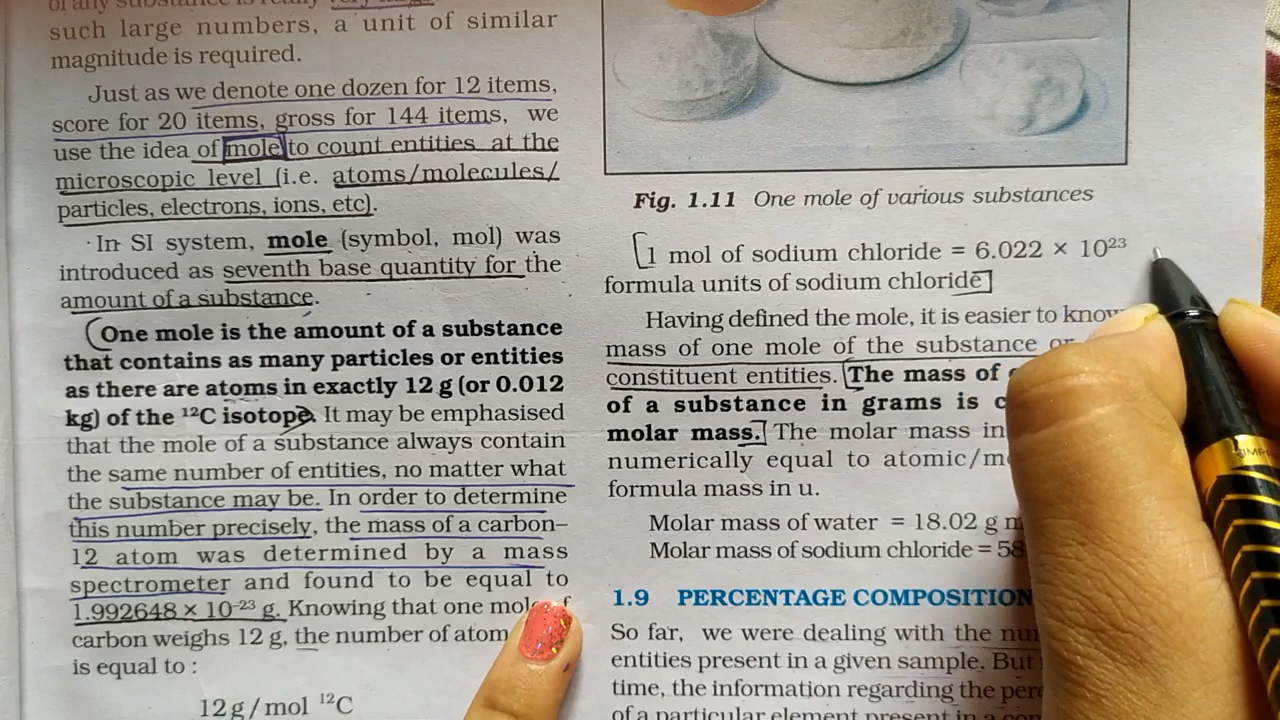 such large numbers, a unit of similar
magnitude is required.
Just as we denote one dozen for 12 items,
score for 20 items, gross for 144 items, we
use the idea of mole to count entities at the
microscopic level (i.e. atoms/molecules/
particles, electrons, ions, etc).
In SI system, mole (symbol, mol) was
introduced as seventh base quantity for the
amount of a substance.
One mole is the amount of a substance
that contains as many particles or entities
as there are atoms in exactly 12 g (or 0.012
kg) of the ¹²C isotope. It may be emphasised
that the mole of a substance always contain
the same number of entities, no matter what
the substance may be. In order to determine
this number precisely, the mass of a carbon–
12 atom was determined by a mass
spectrometer and found to be equal to
1.992648 × 10⁻²³ g. Knowing that one mole of
carbon weighs 12 g, the number of atom
is equal to :
12 g / mol ¹²C
Fig. 1.11 One mole of various substances
1 mol of sodium chloride = 6.022 × 10²³
formula units of sodium chloride
Having defined the mole, it is easier to know
mass of one mole of the substance or
constituent entities. The mass of
of a substance in grams is
molar mass. The molar mass in
numerically equal to atomic/
formula mass in u.
Molar mass of water = 18.02 g
Molar mass of sodium chloride = 58
1.9 PERCENTAGE COMPOSITION
So far, we were dealing with the
entities present in a given sample. But
time, the information regarding the
of a particular element present in a